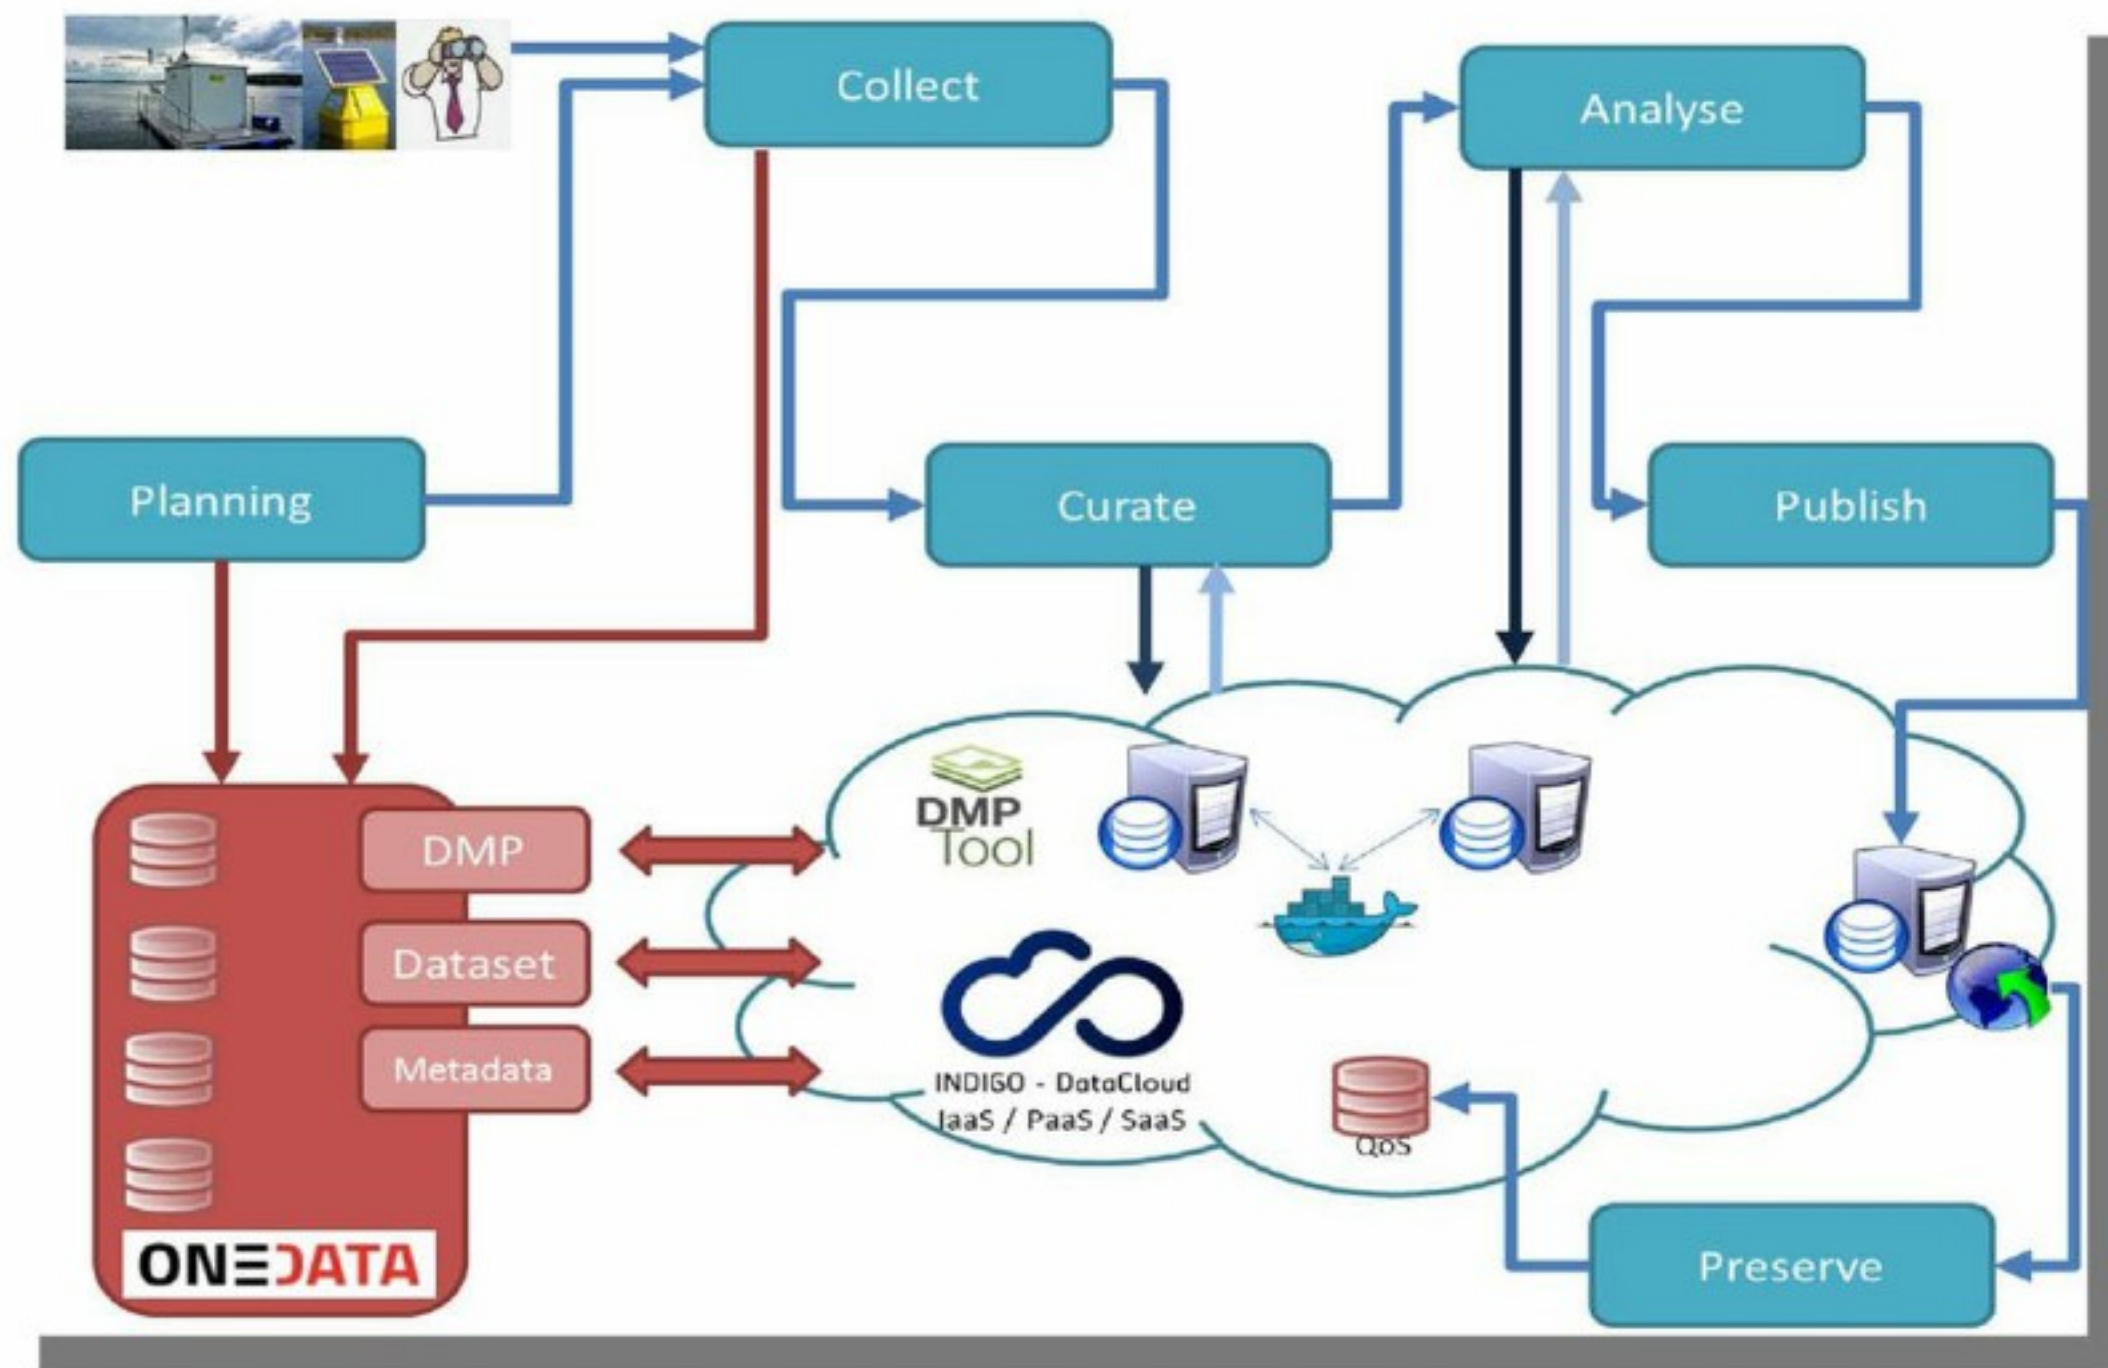 Collect
Analyse
Planning
Curate
Publish
DMP
Dataset
Metadata
ONEDATA
DMP
Tool
INDIGO - DataCloud
IaaS / PaaS / SaaS
QoS
Preserve